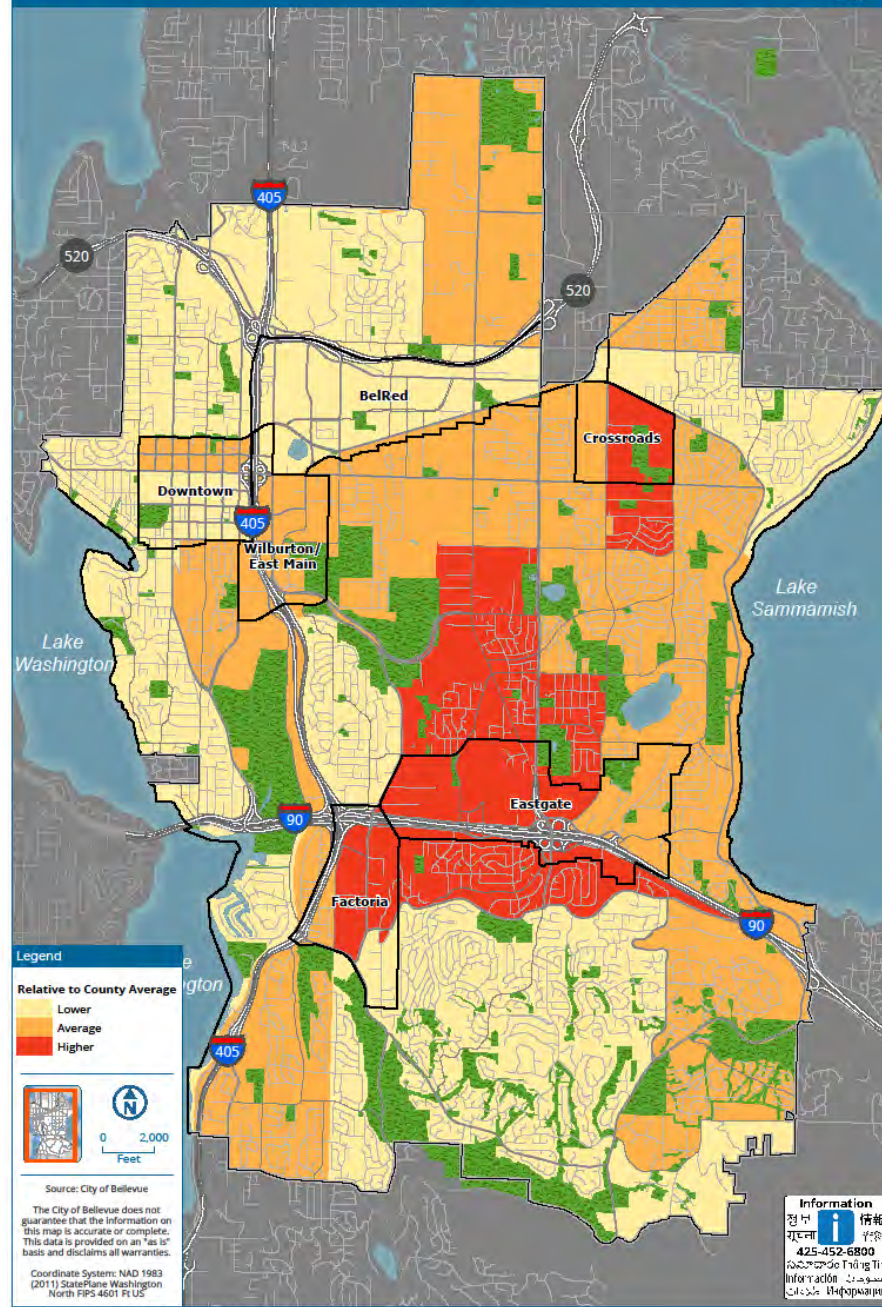 405
520
520
BelRed
Crossroads
Downtown
405
Wilburton/
East Main
Lake
Sammamish
Lake
Washington
Eastgate
90
Factoria
90
Legend
Relative to County Average
Lower
Average
Higher
405
N
0 2,000
Feet
Source: City of Bellevue
The City of Bellevue does not
guarantee that the information on
this map is accurate or complete.
This data is provided on an "as is"
basis and disclaims all warranties.
Coordinate System: NAD 1983
(2011) StatePlane Washington
North FIPS 4601 Ft US
Information
정보 i 情報
425-452-6800
Información